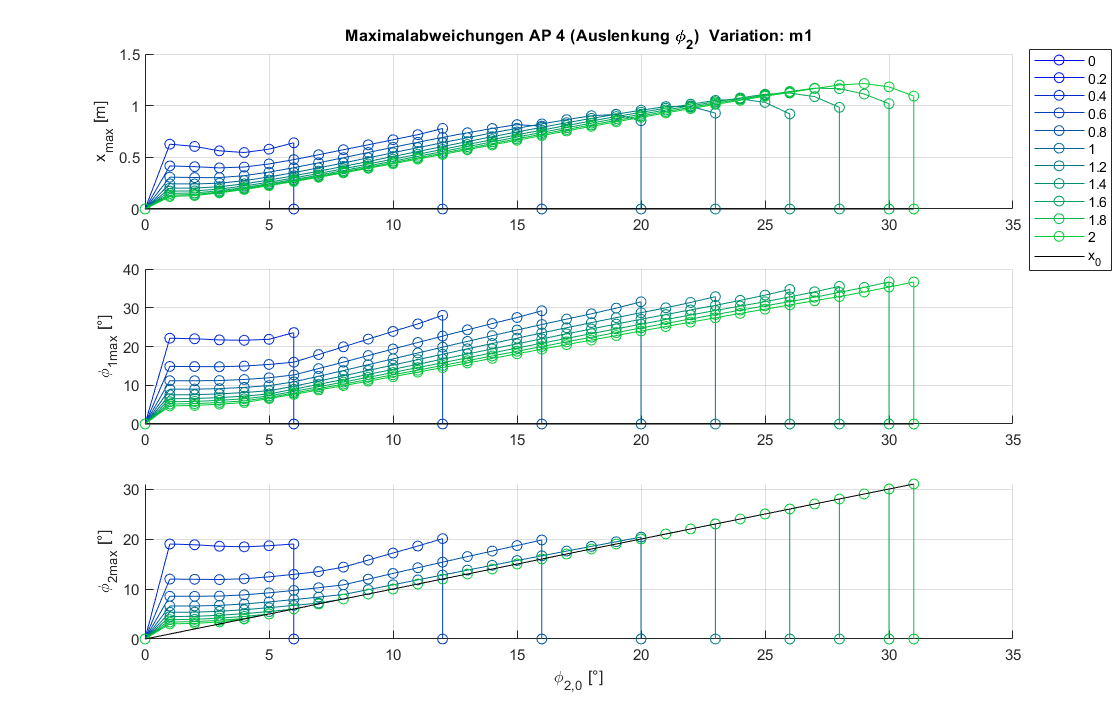 Maximalabweichungen AP 4 (Auslenkung ϕ2) Variation: m1
xmax [m]
1.5
1
0.5
0
0 5 10 15 20 25 30 35
0
0.2
0.4
0.6
0.8
1
1.2
1.4
1.6
1.8
2
x0
ϕ1max [°]
40
30
20
10
0
0 5 10 15 20 25 30 35
ϕ2max [°]
30
20
10
0
0 5 10 15 20 25 30 35
ϕ2,0 [°]